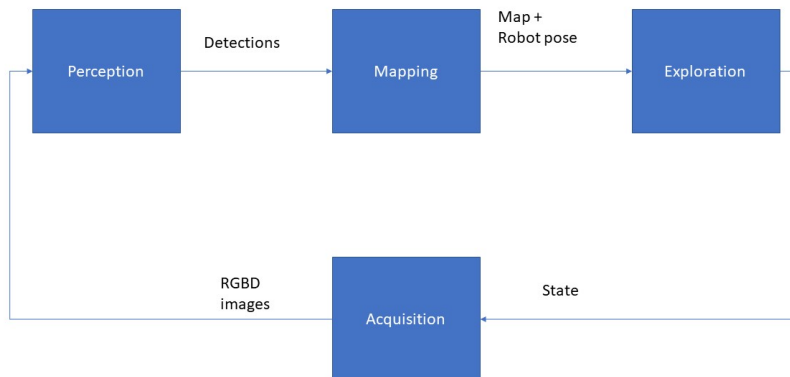 Perception
Detections
Mapping
Map +
Robot pose
Exploration
RGBD
images
Acquisition
State